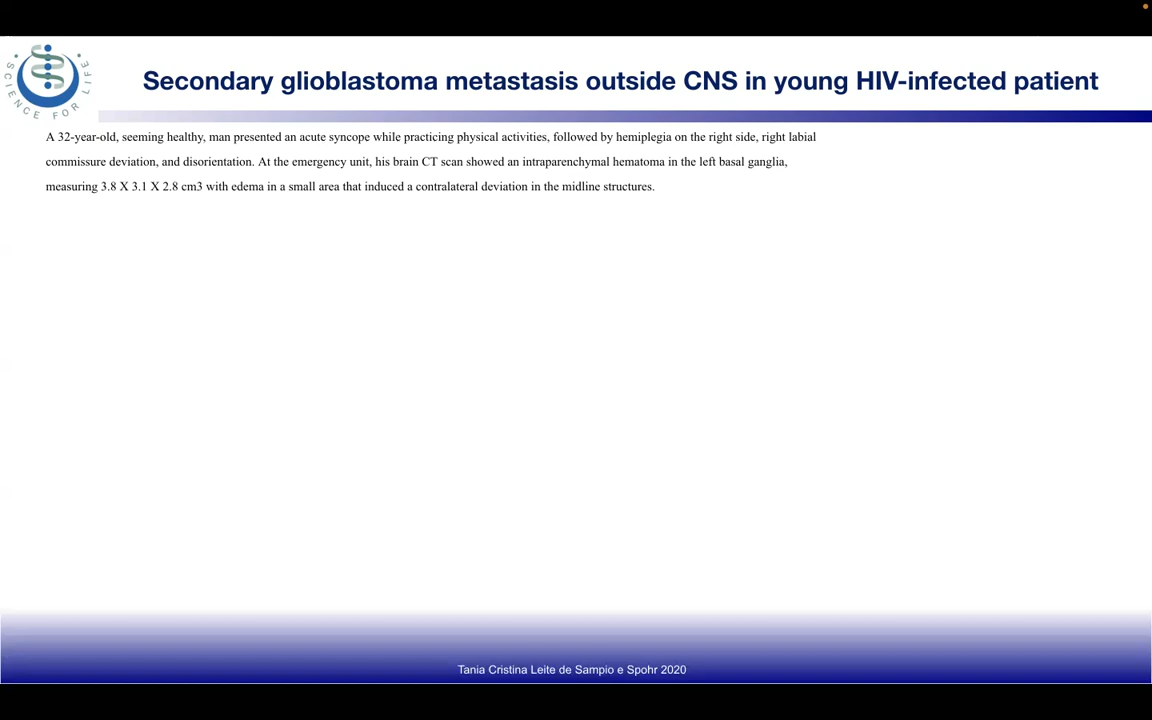 SCIENCE FOR LIFE
Secondary glioblastoma metastasis outside CNS in young HIV-infected patient
A 32-year-old, seeming healthy, man presented an acute syncope while practicing physical activities, followed by hemiplegia on the right side, right labial
commissure deviation, and disorientation. At the emergency unit, his brain CT scan showed an intraparenchymal hematoma in the left basal ganglia,
measuring 3.8 X 3.1 X 2.8 cm3 with edema in a small area that induced a contralateral deviation in the midline structures.
Tania Cristina Leite de Sampio e Spohr 2020